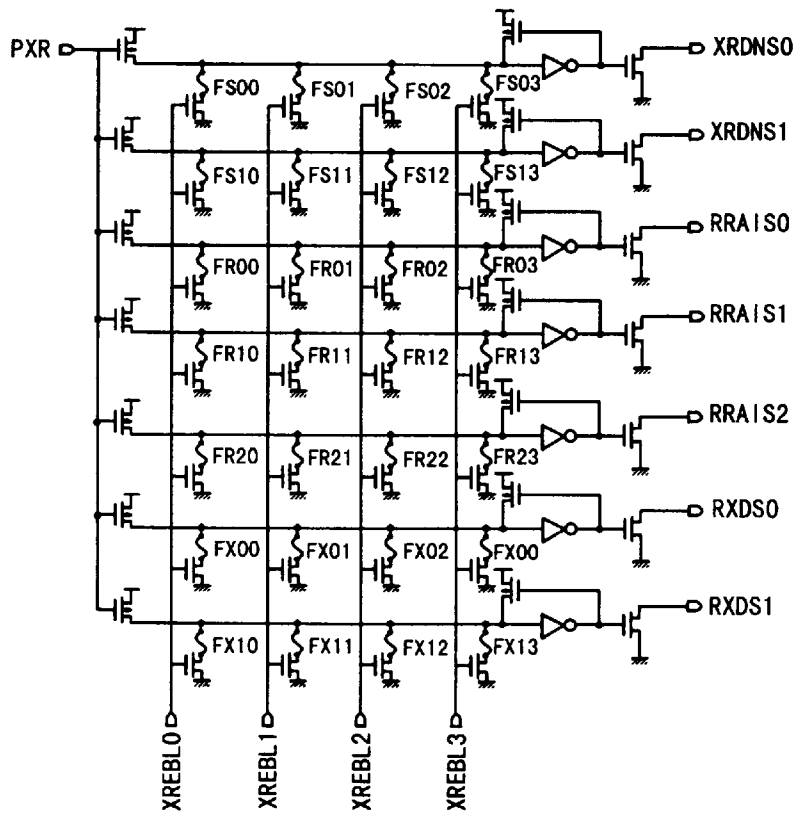 PXR
XRDNS0
FS00 FS01 FS02 FS03
XRDNS1
FS10 FS11 FS12 FS13
RRAIS0
FR00 FR01 FR02 FR03
RRAIS1
FR10 FR11 FR12 FR13
RRAIS2
FR20 FR21 FR22 FR23
RXDS0
FX00 FX01 FX02 FX00
RXDS1
FX10 FX11 FX12 FX13
XREBL0
XREBL1
XREBL2
XREBL3